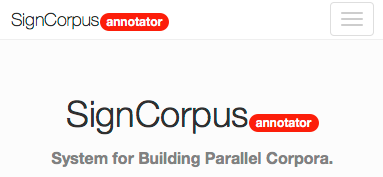 SignCorpus annotator
SignCorpus annotator
System for Building Parallel Corpora.